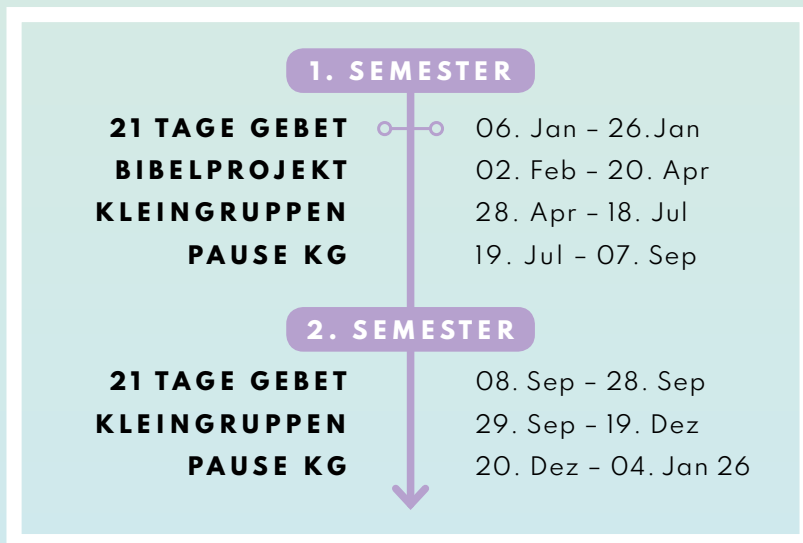 1. SEMESTER
21 TAGE GEBET 06. Jan – 26.Jan
BIBELPROJEKT 02. Feb – 20. Apr
KLEINGRUPPEN 28. Apr – 18. Jul
PAUSE KG 19. Jul – 07. Sep
2. SEMESTER
21 TAGE GEBET 08. Sep – 28. Sep
KLEINGRUPPEN 29. Sep – 19. Dez
PAUSE KG 20. Dez – 04. Jan 26